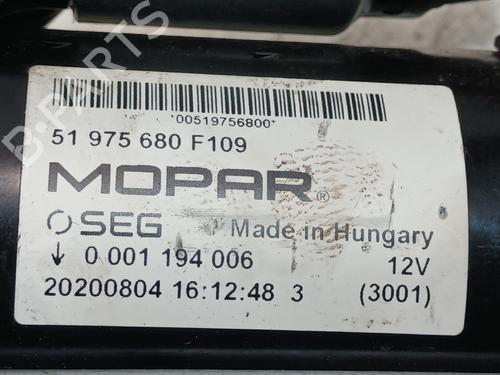 B-PARTS
*00519756800*
51 975 680 F109
MOPAR®
SEG Made in Hungary
↓ 0 001 194 006 12V
20200804 16:12:48 3 (3001)